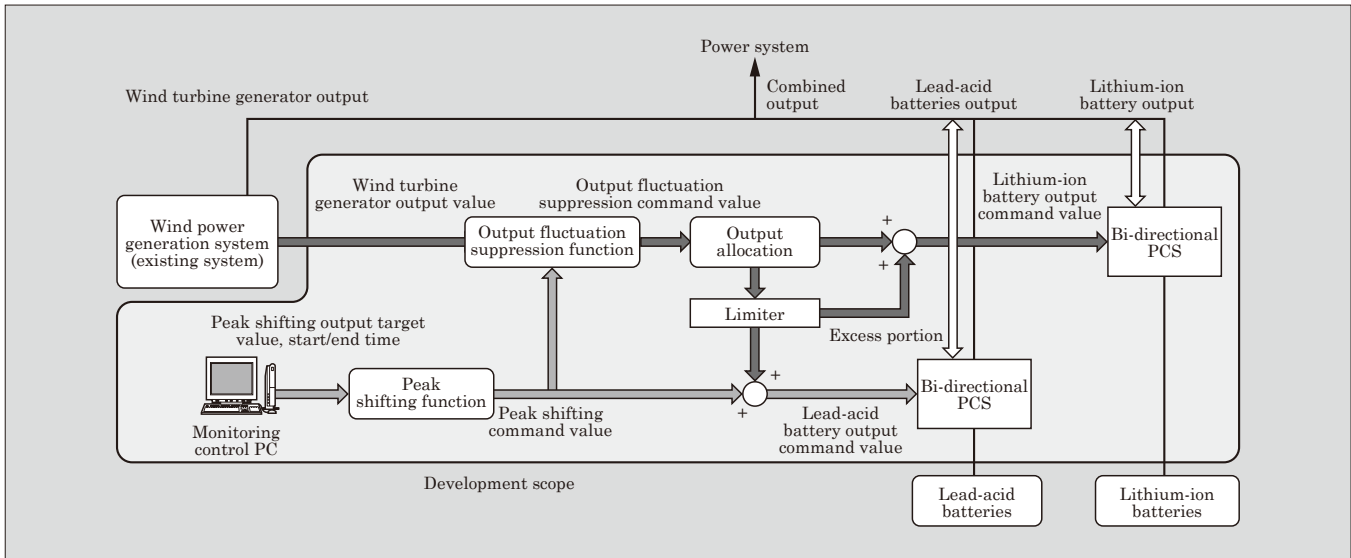 Power system
Combined
output
Wind turbine generator output
Lead-acid
batteries output
Lithium-ion
battery output
Wind turbine
generator output value
Output fluctuation
suppression command value
Lithium-ion
battery output
command value
Wind power
generation system
(existing system)
Output fluctuation
suppression function
Output
allocation
+
+
Bi-directional
PCS
Limiter
Excess portion
Peak shifting output target
value, start/end time
Peak
shifting function
+
+
Bi-directional
PCS
Monitoring
control PC
Peak shifting
command value
Lead-acid
battery output
command value
Development scope
Lead-acid
batteries
Lithium-ion
batteries